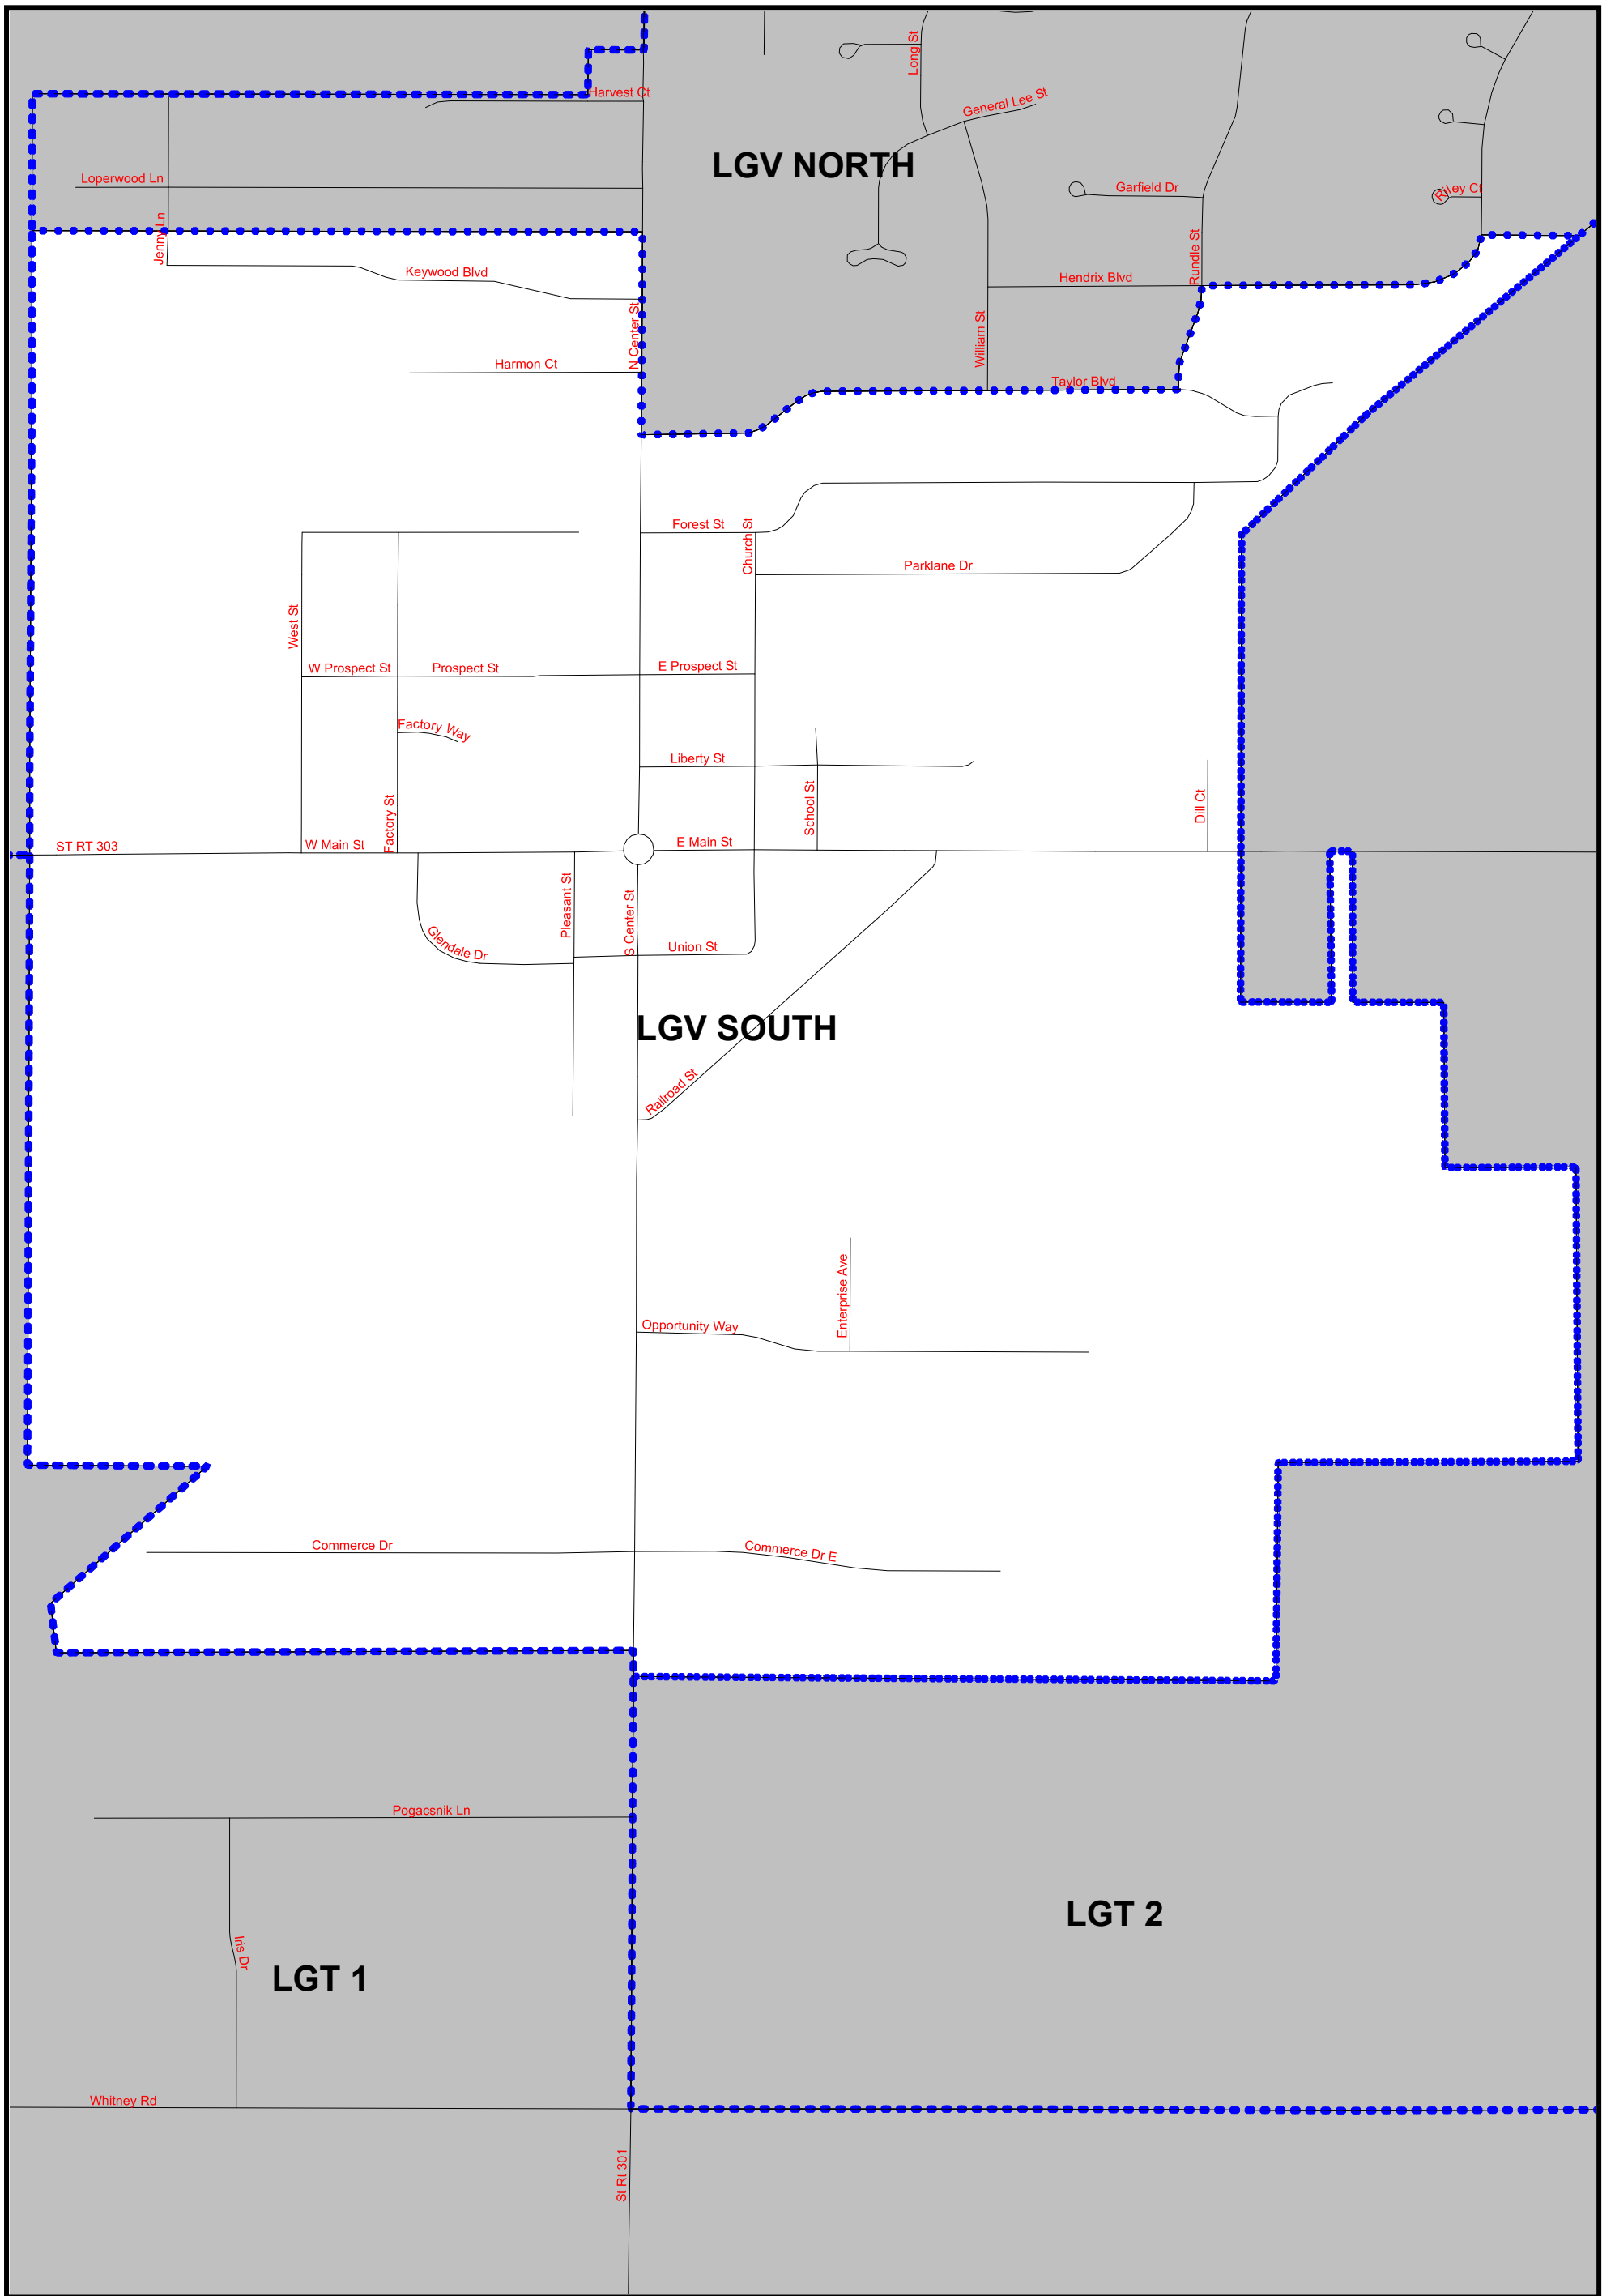 Long St
Harvest Ct
General Lee St
LGV NORTH
Loperwood Ln
Garfield Dr
Riley Ct
Jenny Ln
Keywood Blvd
Rundle St
Hendrix Blvd
N Center St
William St
Harmon Ct
Taylor Blvd
Forest St
Church St
Parklane Dr
West St
W Prospect St
Prospect St
E Prospect St
Factory Way
Liberty St
School St
Dill Ct
Factory St
ST RT 303
W Main St
E Main St
Pleasant St
S Center St
Glendale Dr
Union St
LGV SOUTH
Railroad St
Enterprise Ave
Opportunity Way
Commerce Dr
Commerce Dr E
Pogacsnik Ln
LGT 2
Iris Dr
LGT 1
Whitney Rd
St Rt 301